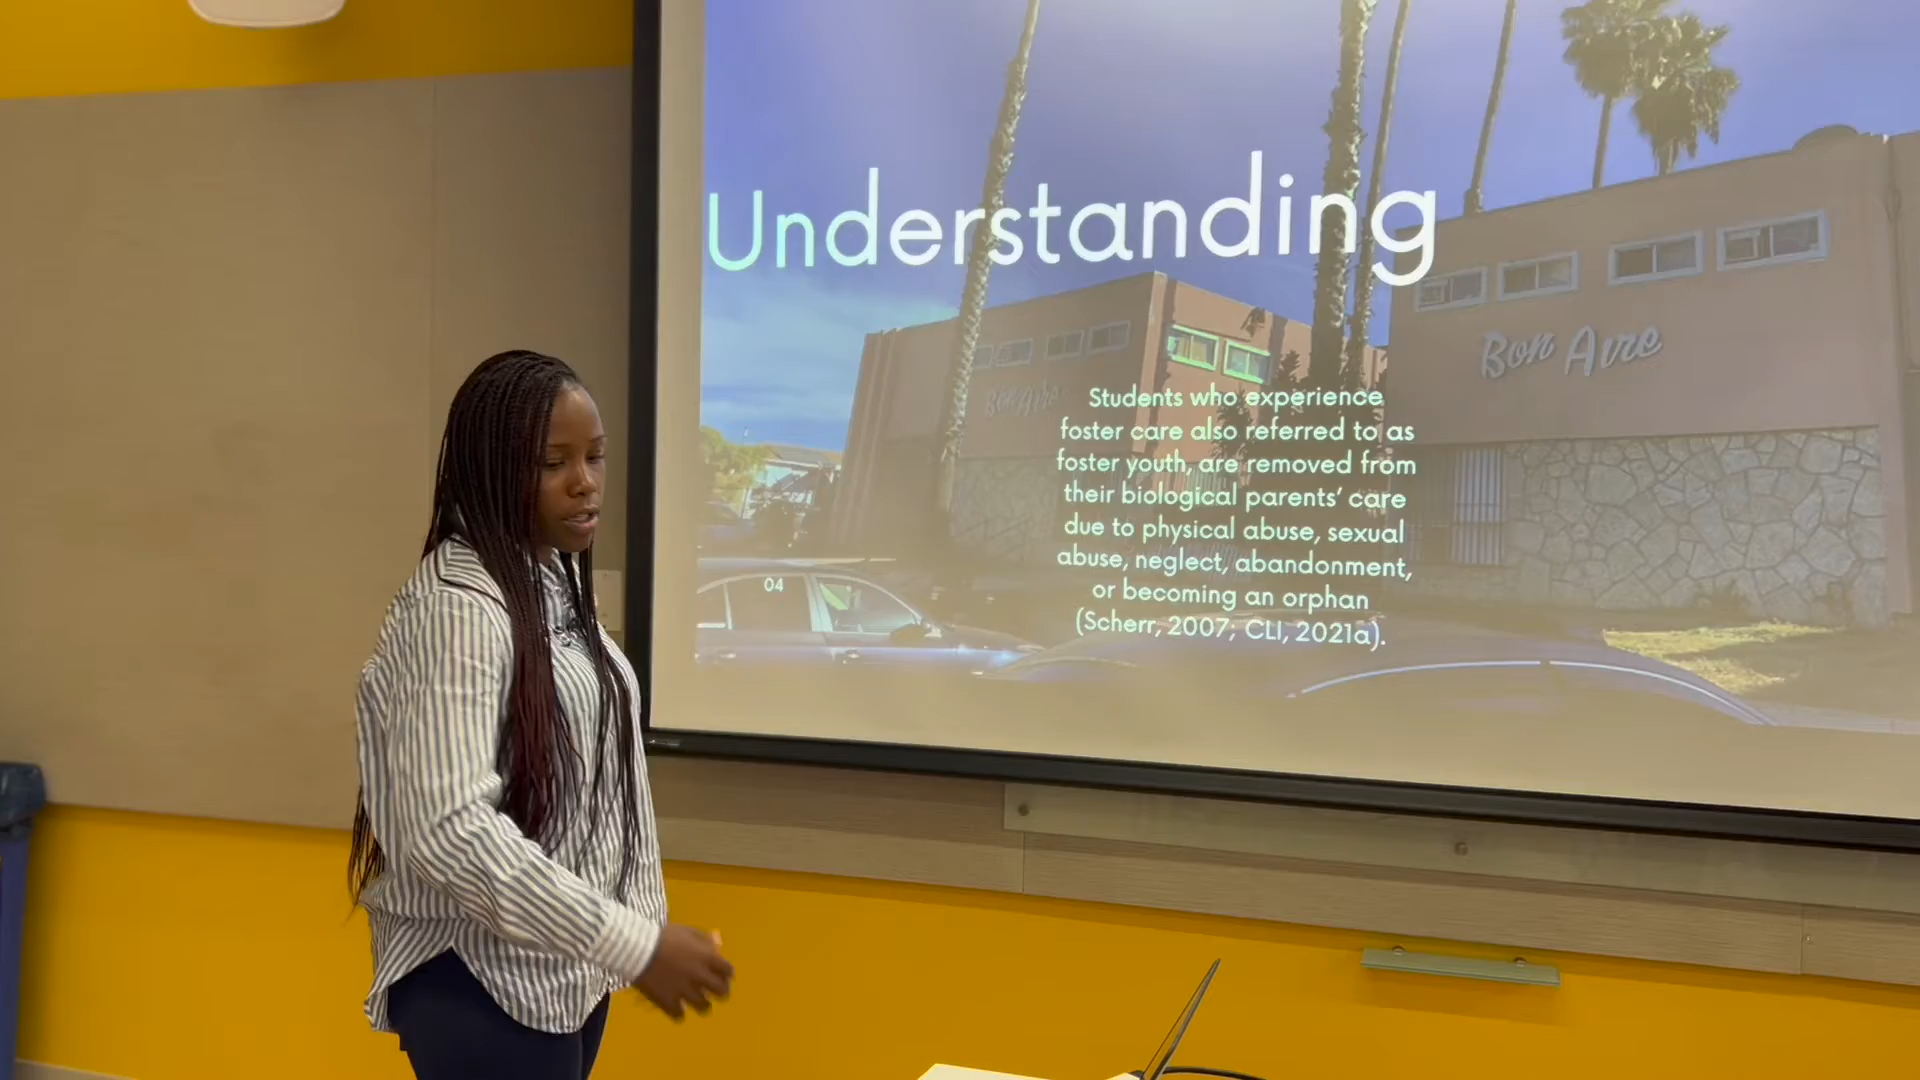 Understanding
Bon Aire
Bon Aire
Students who experience
foster care also referred to as
foster youth, are removed from
their biological parents' care
due to physical abuse, sexual
abuse, neglect, abandonment,
or becoming an orphan
(Scherr, 2007; CLI, 2021a).
04